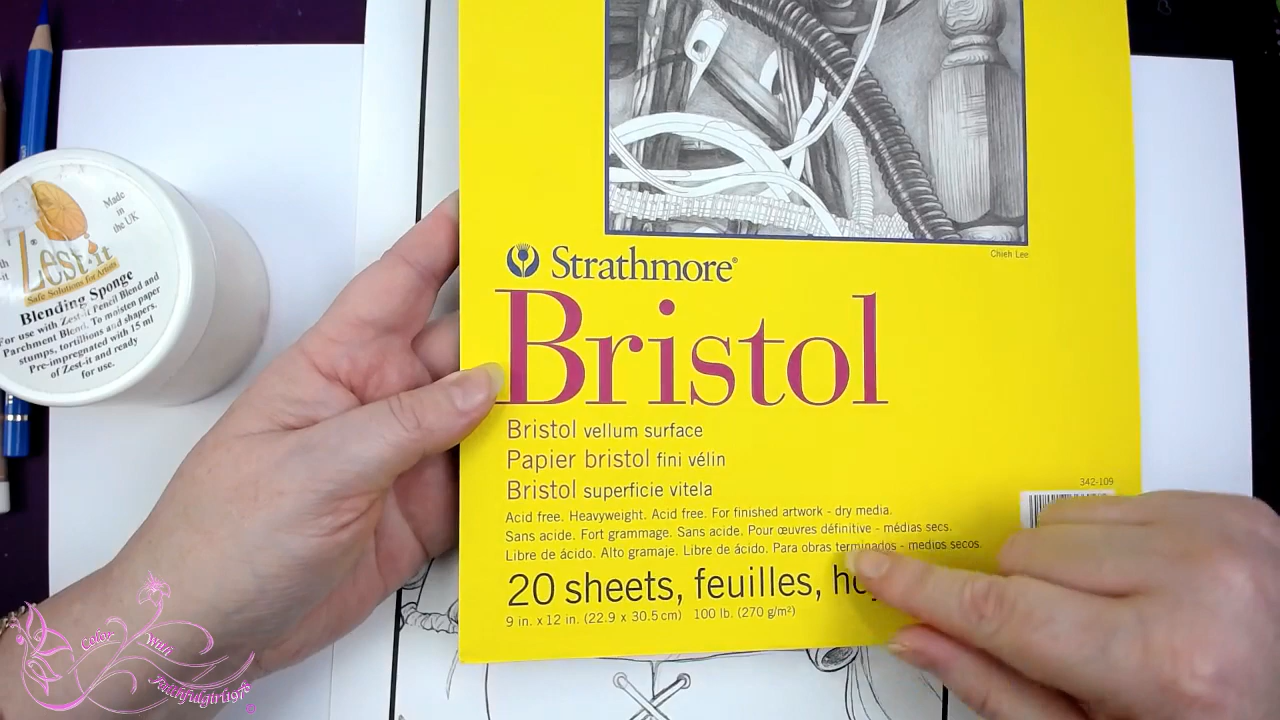 Made
in
the UK
Zest-it®
Safe Solutions for Artists
Blending Sponge
For use with Zest-it Pencil Blend and
Parchment Blend. To moisten paper
stumps, tortillions and shapers.
Pre-impregnated with 15 ml
of Zest-it and ready
for use.
Chieh Lee
Strathmore®
Bristol
Bristol vellum surface
Papier bristol fini vélin
Bristol superficie vitela
342-109
Acid free. Heavyweight. Acid free. For finished artwork - dry media.
Sans acide. Fort grammage. Sans acide. Pour œuvres définitive - médias secs.
Libre de ácido. Alto gramaje. Libre de ácido. Para obras terminados - medios secos.
20 sheets, feuilles,
9 in. x 12 in. (22.9 x 30.5 cm) 100 lb. (270 g/m²)
Color With
Faithfulgirl1976 ©